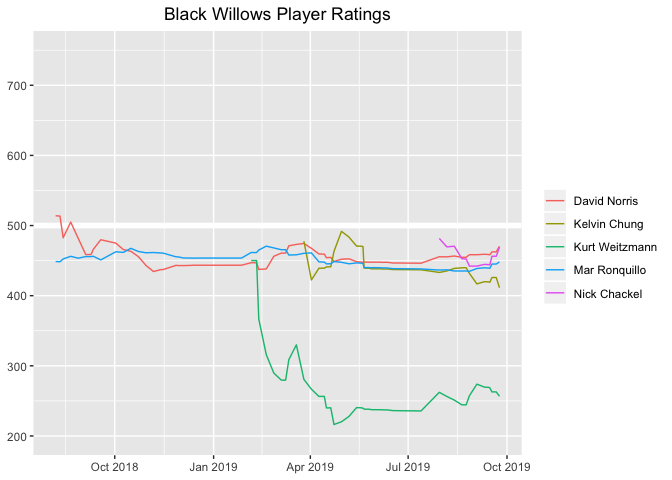 Black Willows Player Ratings
700
600
500
400
300
200
Oct 2018 Jan 2019 Apr 2019 Jul 2019 Oct 2019
David Norris
Kelvin Chung
Kurt Weitzmann
Mar Ronquillo
Nick Chackel